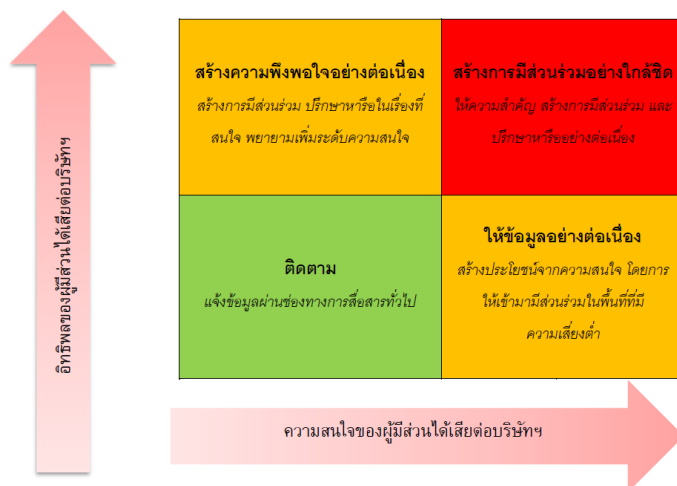 อิทธิพลของผู้มีส่วนได้เสียต่อบริษัทฯ
สร้างความพึงพอใจอย่างต่อเนื่อง
สร้างการมีส่วนร่วม ปรึกษาหารือในเรื่องที่
สนใจ พยายามเพิ่มระดับความสนใจ
สร้างการมีส่วนร่วมอย่างใกล้ชิด
ให้ความสำคัญ สร้างการมีส่วนร่วม และ
ปรึกษาหารืออย่างต่อเนื่อง
ติดตาม
แจ้งข้อมูลผ่านช่องทางการสื่อสารทั่วไป
ให้ข้อมูลอย่างต่อเนื่อง
สร้างประโยชน์จากความสนใจ โดยการ
ให้เข้ามามีส่วนร่วมในพื้นที่ที่มี
ความเสี่ยงต่ำ
ความสนใจของผู้มีส่วนได้เสียต่อบริษัทฯ